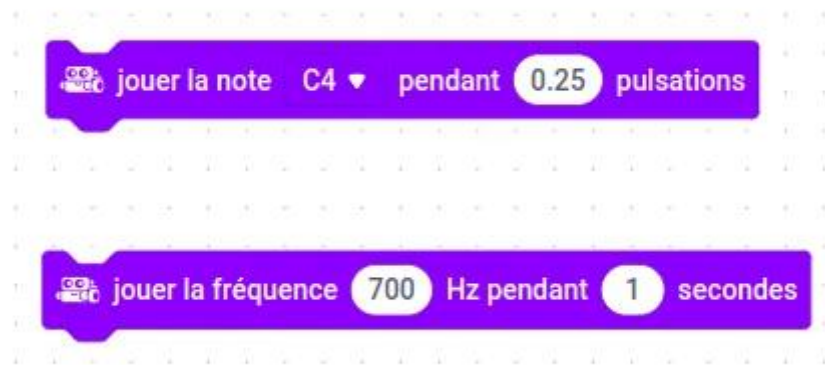 jouer la note C4 pendant 0.25 pulsations
jouer la fréquence 700 Hz pendant 1 secondes